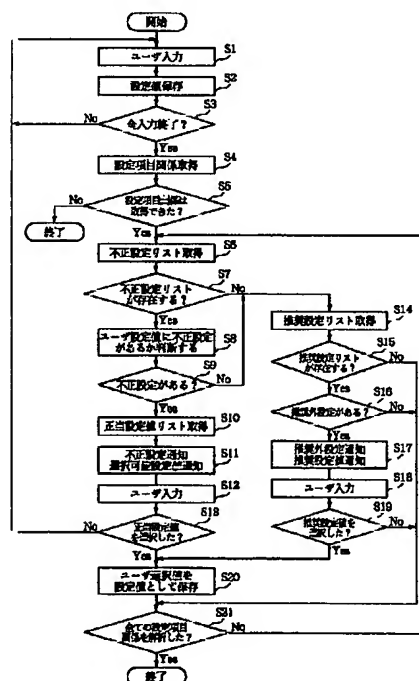 開始
ユーザ入力
S1
設定値保存
S2
全入力終了?
S3
No
Yes
設定項目関係取得
S4
設定項目関係は
取得できた?
S5
No
終了
Yes
不正設定リスト取得
S6
不正設定リスト
が存在する?
S7
No
Yes
ユーザ設定値に不正設定
があるか判断する
S8
不正設定がある?
S9
No
Yes
正当設定値リスト取得
S10
不正設定通知
選択可能設定値通知
S11
ユーザ入力
S12
正当設定値
を選択した?
S13
No
Yes
推奨設定リスト取得
S14
推奨設定リスト
が存在する?
S15
No
Yes
推奨外設定がある?
S16
No
Yes
推奨外設定通知
推奨設定値通知
S17
ユーザ入力
S18
推奨設定値を
選択した?
S19
No
Yes
ユーザ選択値を
設定値として保存
S20
全ての設定項目
関係を解析した?
S21
No
Yes
終了